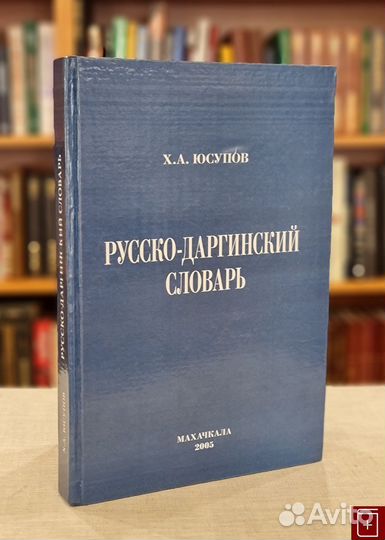 Х.А. ЮСУПОВ
РУССКО-ДАРГИНСКИЙ
СЛОВАРЬ
МАХАЧКАЛА
2005
Х.А. ЮСУПОВ РУССКО-ДАРГИНСКИЙ СЛОВАРЬ
Avito